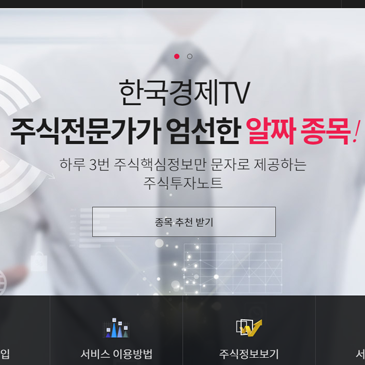 한국경제TV
주식전문가가 엄선한 알짜 종목!
하루 3번 주식핵심정보만 문자로 제공하는
주식투자노트
종목 추천 받기
입 서비스 이용방법 주식정보보기 서